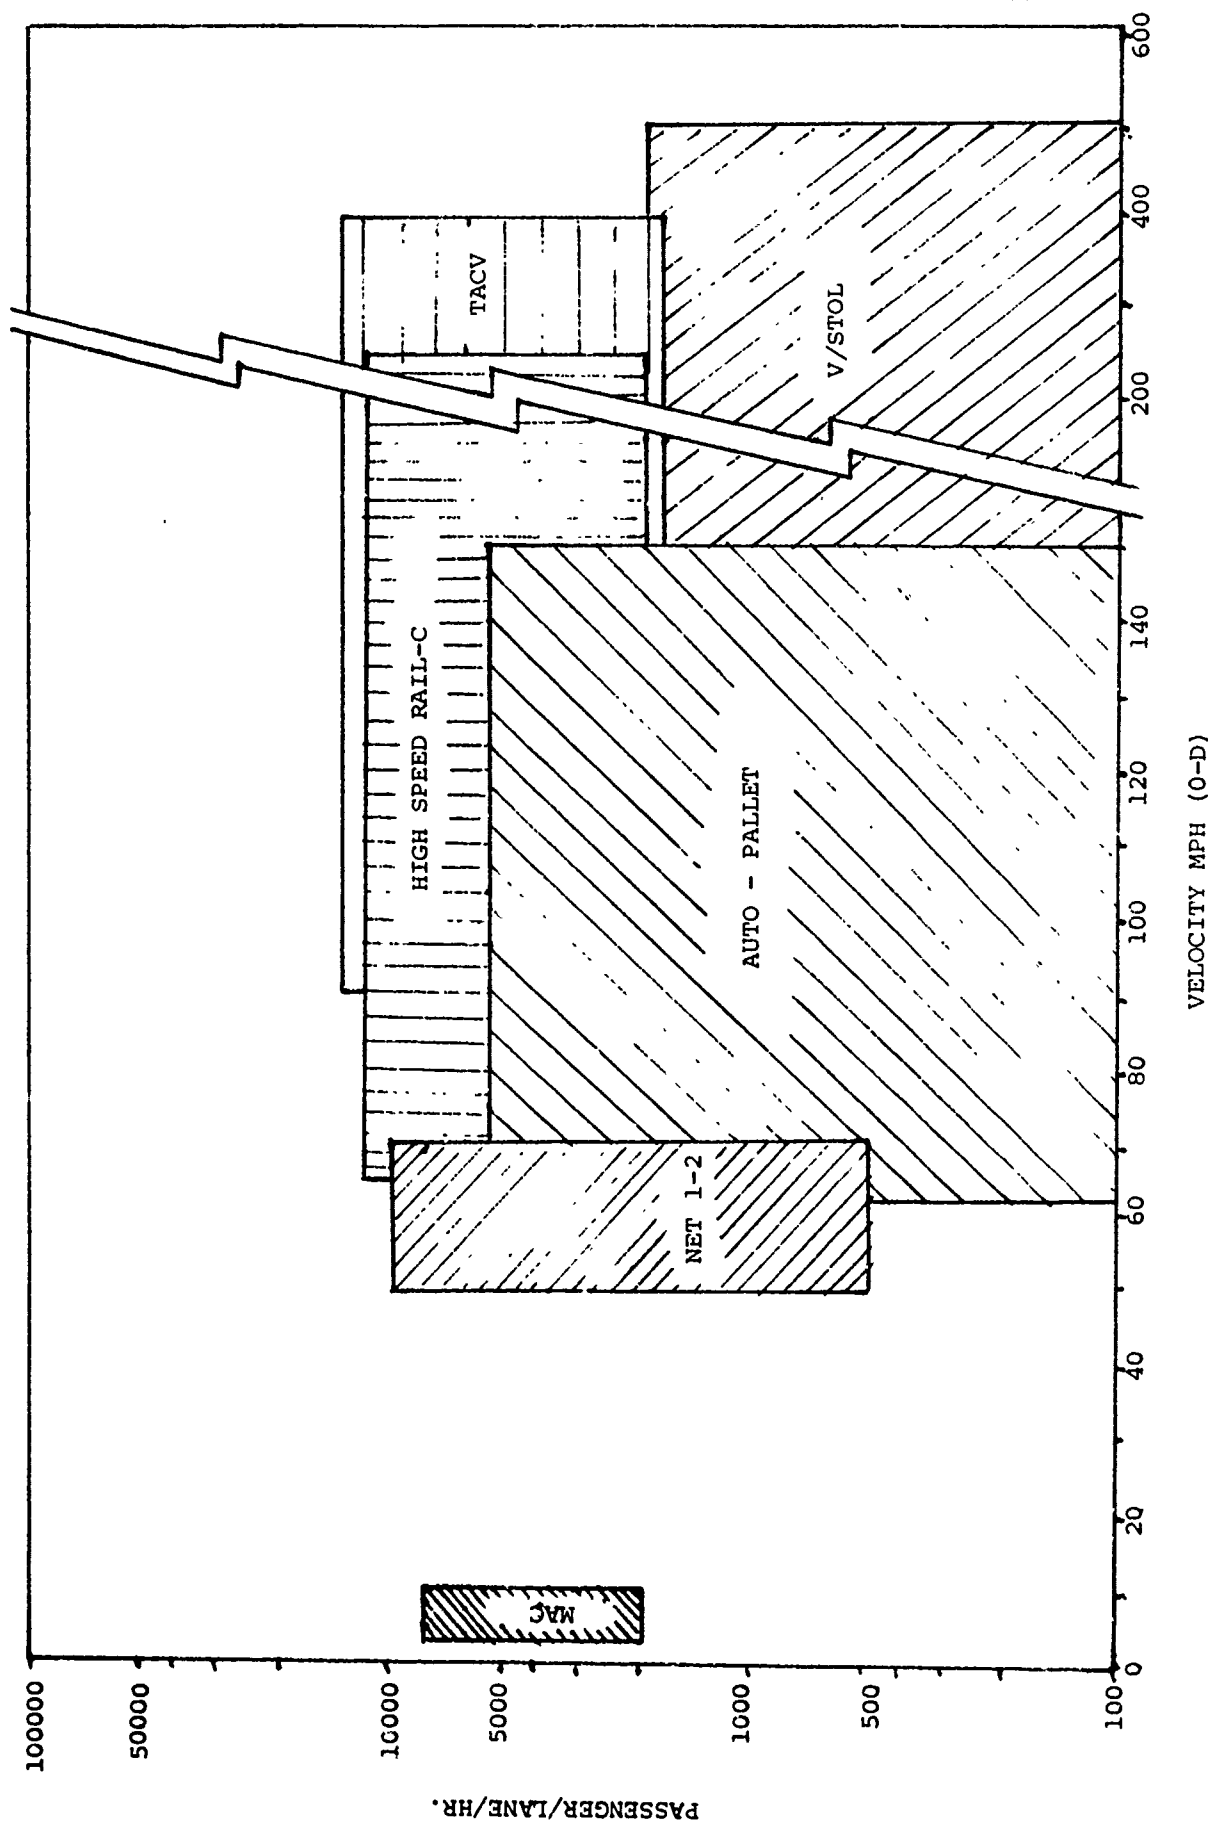 PASSENGER/LANE/HR.
100000
50000
10000
5000
1000
500
100
TACV
HIGH SPEED RAIL-C
V/STOL
AUTO - PALLET
NET 1-2
MAC
0
20
40
60
80
100
120
140
200
400
600
VELOCITY MPH (O-D)